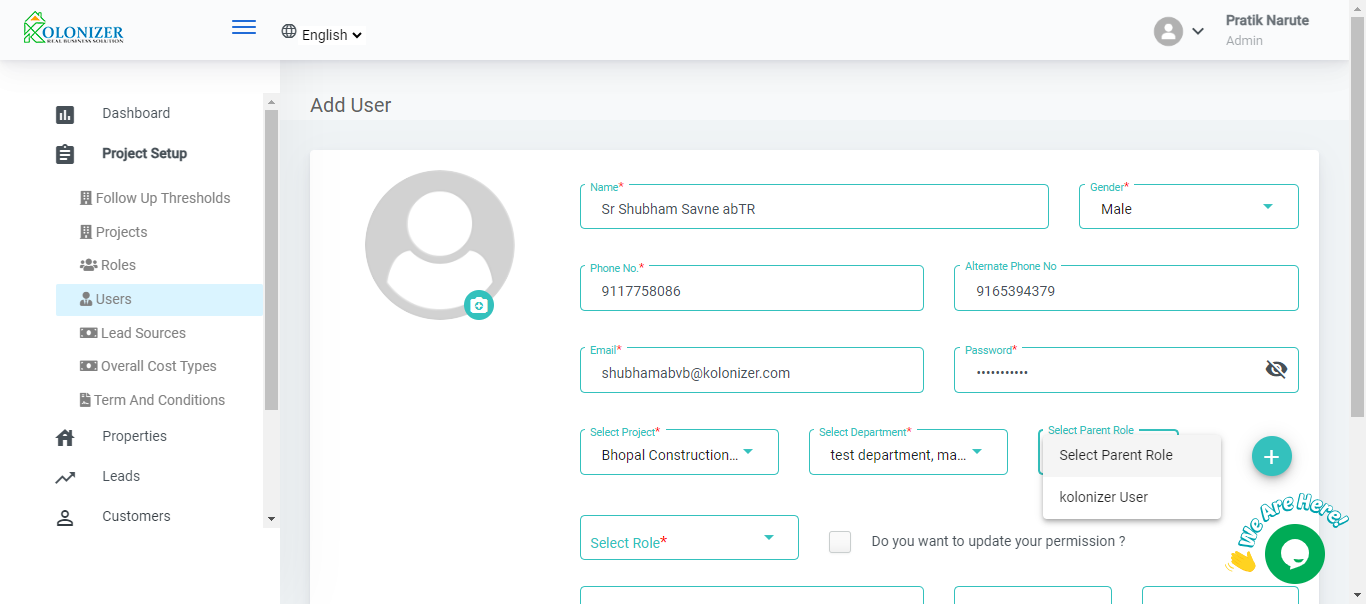 KOLONIZER
REAL BUSINESS SOLUTION
English
Pratik Narute
Admin
Dashboard
Project Setup
Follow Up Thresholds
Projects
Roles
Users
Lead Sources
Overall Cost Types
Term And Conditions
Properties
Leads
Customers
Add User
Name*
Sr Shubham Savne abTR
Gender*
Male
Phone No.*
9117758086
Alternate Phone No
9165394379
Email*
shubhamabvb@kolonizer.com
Password*
•••••••••••
Select Project*
Bhopal Construction...
Select Department*
test department, ma...
Select Parent Role
Select Parent Role
kolonizer User
+
Select Role*
Do you want to update your permission ?
We Are Here!